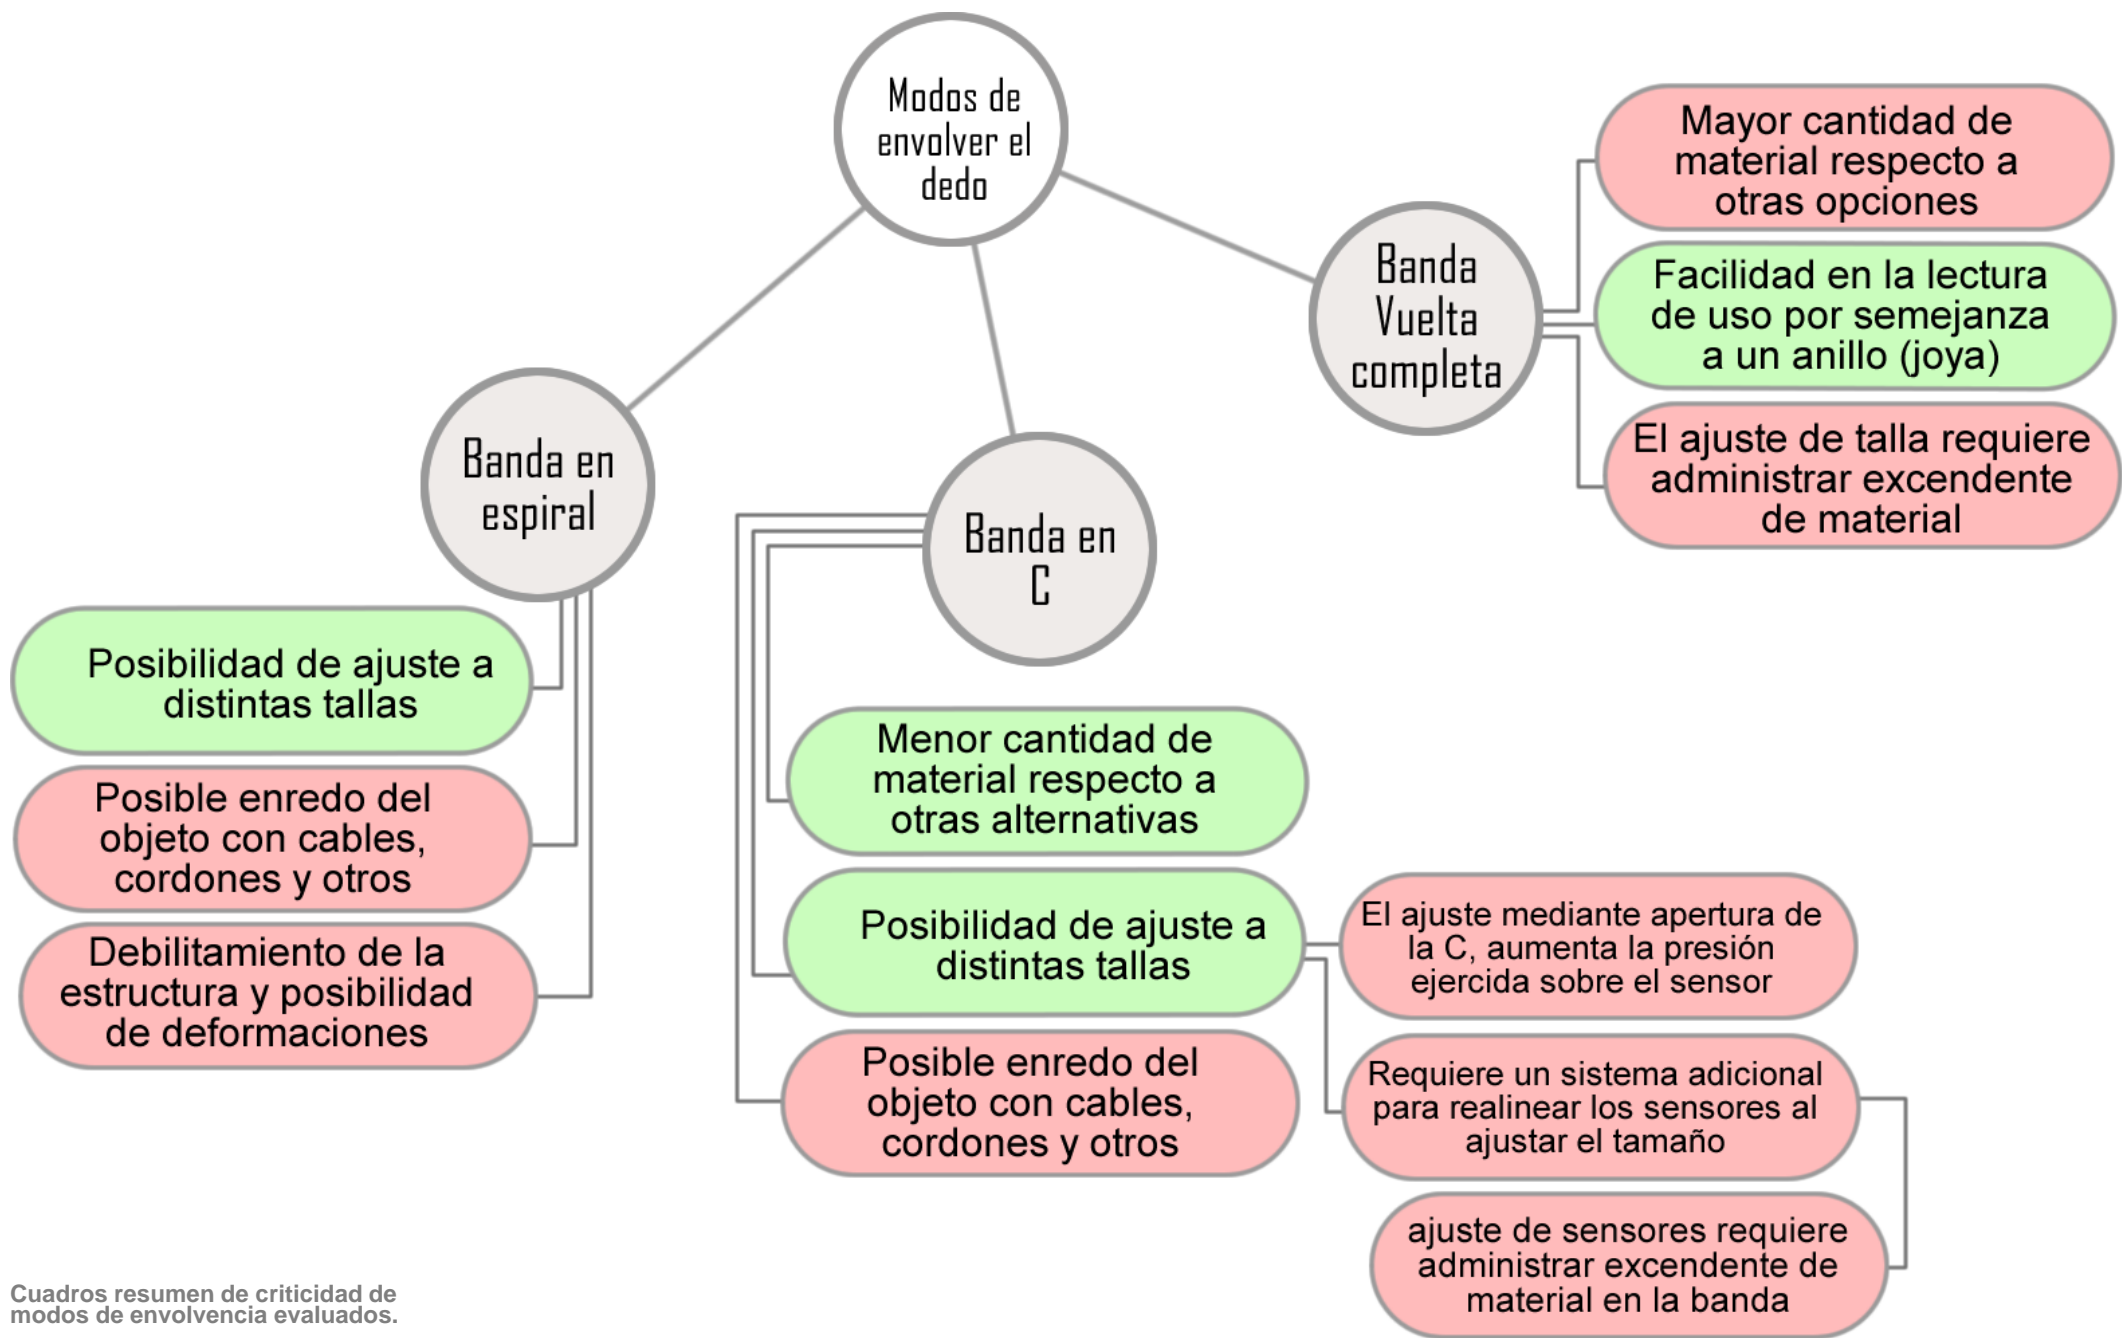 Modos de
envolver el
dedo
Banda en
espiral
Posibilidad de ajuste a
distintas tallas
Posible enredo del
objeto con cables,
cordones y otros
Debilitamiento de la
estructura y posibilidad
de deformaciones
Banda en
C
Menor cantidad de
material respecto a
otras alternativas
Posibilidad de ajuste a
distintas tallas
El ajuste mediante apertura de
la C, aumenta la presión
ejercida sobre el sensor
Requiere un sistema adicional
para realinear los sensores al
ajustar el tamaño
ajuste de sensores requiere
administrar excendente de
material en la banda
Posible enredo del
objeto con cables,
cordones y otros
Banda
Vuelta
completa
Mayor cantidad de
material respecto a
otras opciones
Facilidad en la lectura
de uso por semejanza
a un anillo (joya)
El ajuste de talla requiere
administrar excendente
de material
Cuadros resumen de criticidad de
modos de envolvencia evaluados.